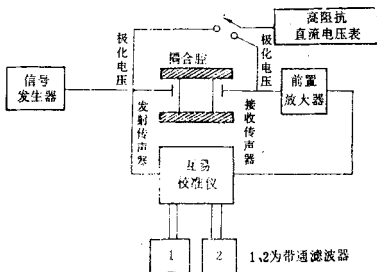 高阻抗
直流电压表
极化电压
极化电压
耦合腔
信号
发生器
前置
放大器
发射传声器
接收传声器
互易
校准仪
1
2
1、2为带通滤波器